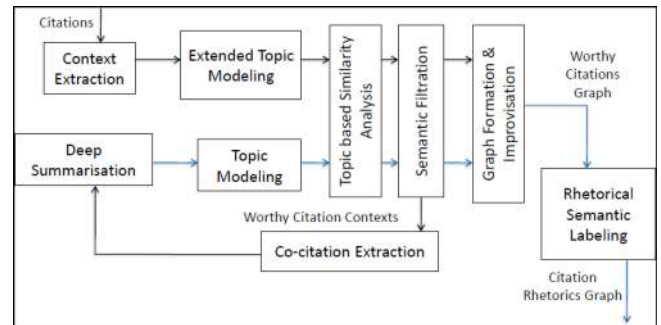 Citations
Context
Extraction
Extended Topic
Modeling
Topic based Similarity
Analysis
Semantic Filtration
Graph Formation &
Improvisation
Worthy
Citations
Graph
Deep
Summarisation
Topic
Modeling
Rhetorical
Semantic
Labeling
Worthy Citation Contexts
Co-citation Extraction
Citation
Rhetorics Graph